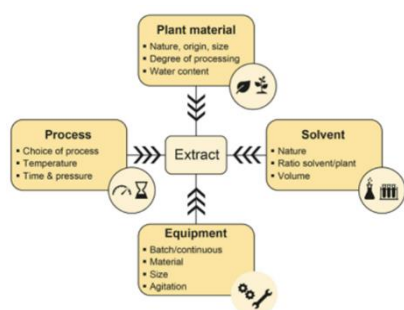 Plant material
▪ Nature, origin, size
▪ Degree of processing
▪ Water content
Process
▪ Choice of process
▪ Temperature
▪ Time & pressure
Extract
Solvent
▪ Nature
▪ Ratio solvent/plant
▪ Volume
Equipment
▪ Batch/continuous
▪ Material
▪ Size
▪ Agitation